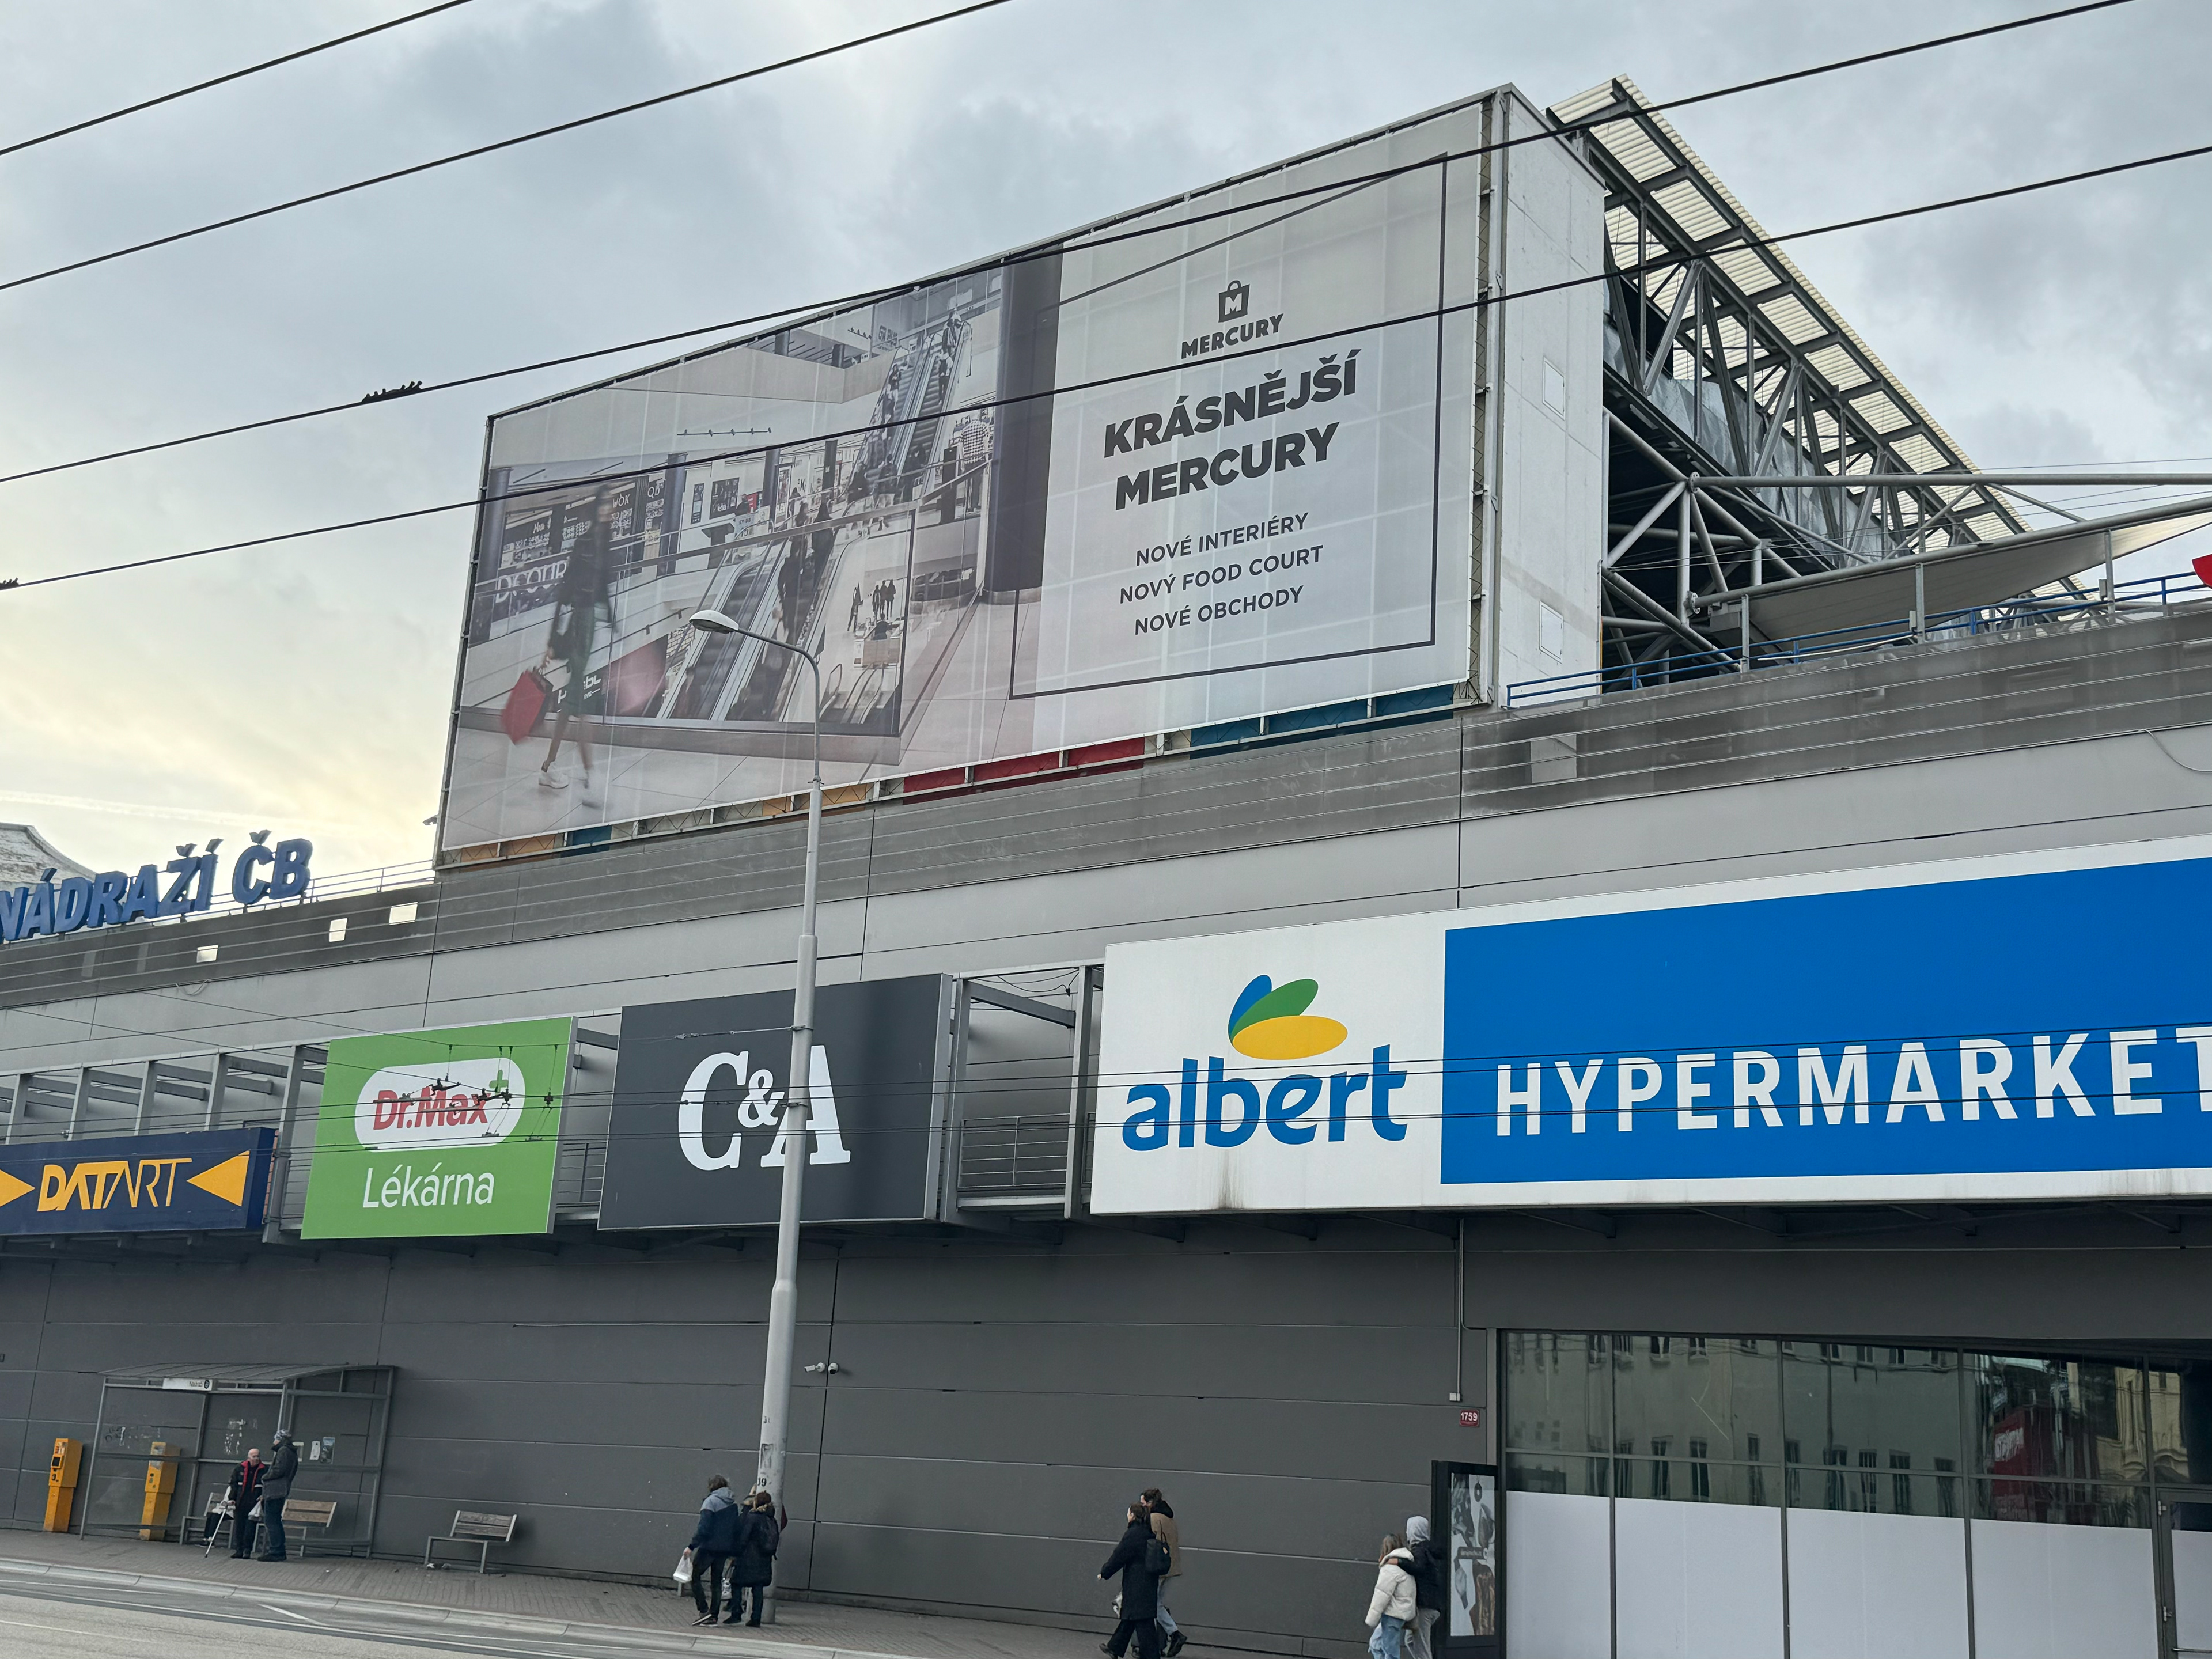 MERCURY
KRÁSNĚJŠÍ
MERCURY
NOVÉ INTERIÉRY
NOVÝ FOOD COURT
NOVÉ OBCHODY
WOK
NÁDRAŽÍ ČB
DATART
Dr.Max
Lékárna
C&A
albert
HYPERMARKET
1759